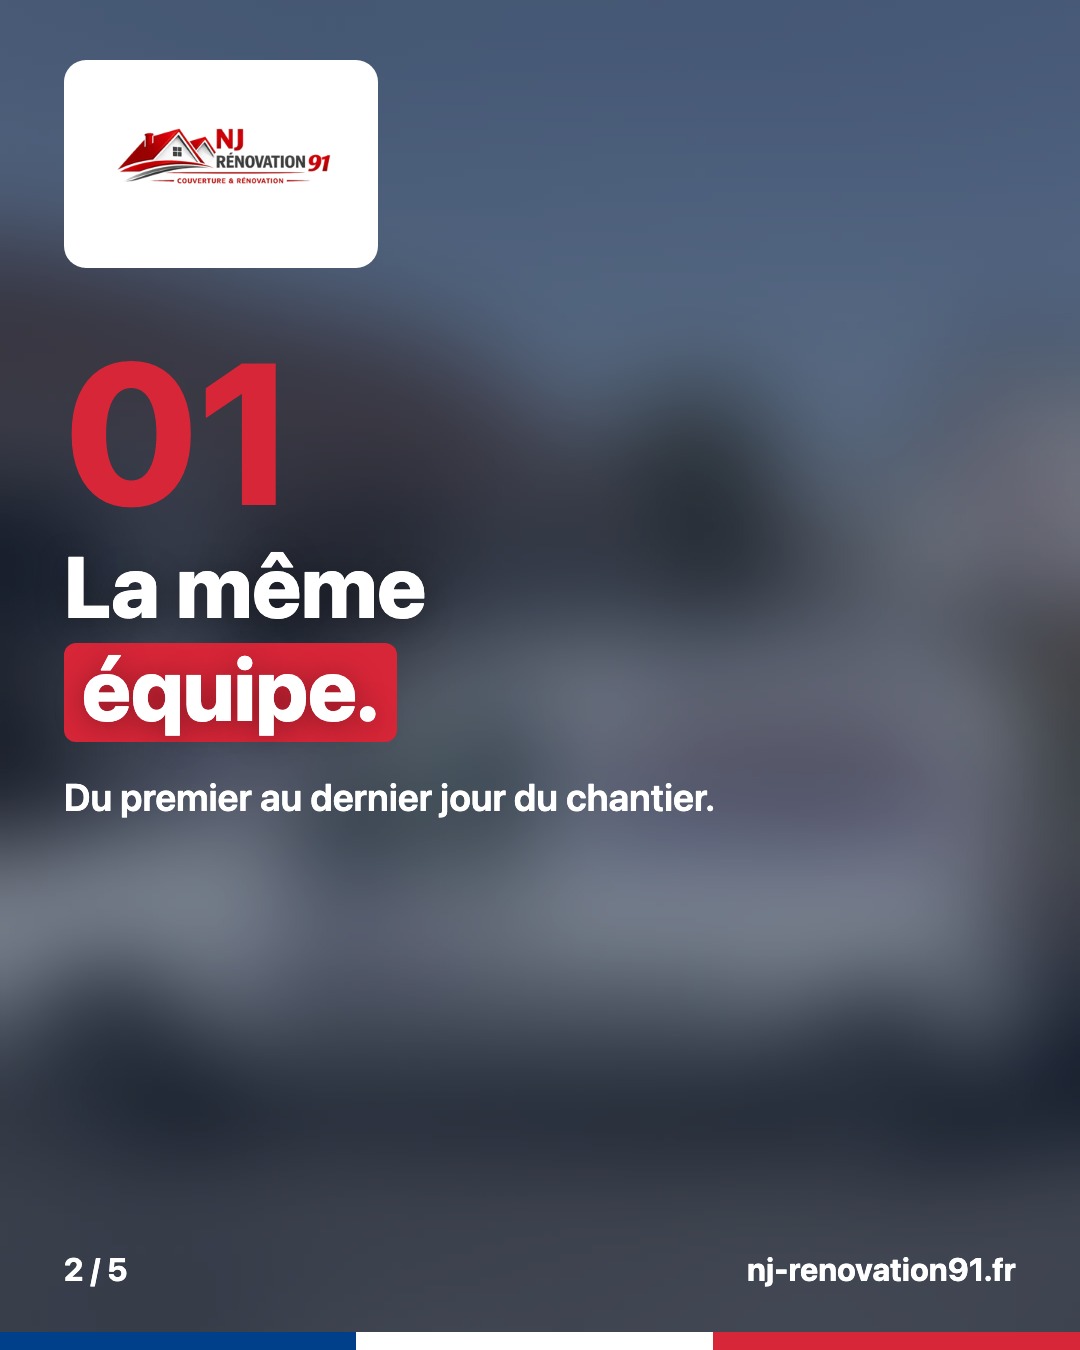 NJ
RÉNOVATION 91
COUVERTURE & RÉNOVATION
01
La même
équipe.
Du premier au dernier jour du chantier.
2 / 5
nj-renovation91.fr